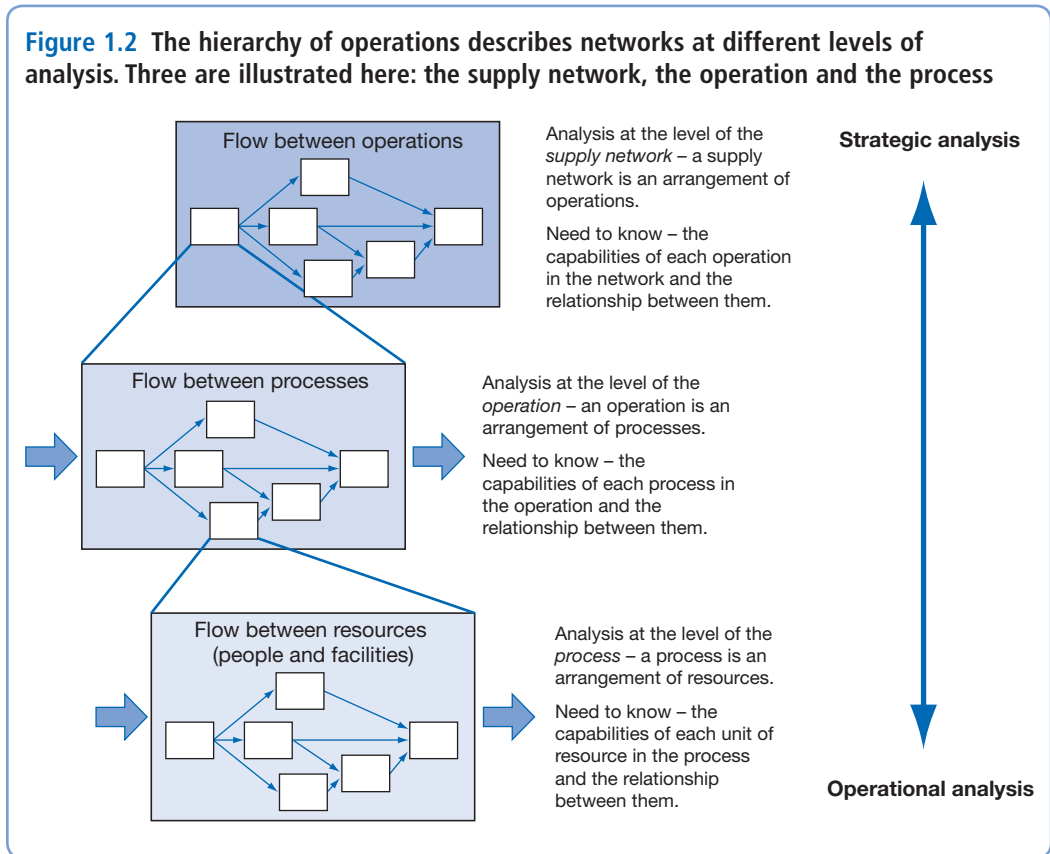 Figure 1.2 The hierarchy of operations describes networks at different levels of
analysis. Three are illustrated here: the supply network, the operation and the process
Flow between operations
Analysis at the level of the
supply network – a supply
network is an arrangement of
operations.
Need to know – the
capabilities of each operation
in the network and the
relationship between them.
Strategic analysis
Flow between processes
Analysis at the level of the
operation – an operation is an
arrangement of processes.
Need to know – the
capabilities of each process in
the operation and the
relationship between them.
Flow between resources
(people and facilities)
Analysis at the level of the
process – a process is an
arrangement of resources.
Need to know – the
capabilities of each unit of
resource in the process
and the relationship
between them.
Operational analysis